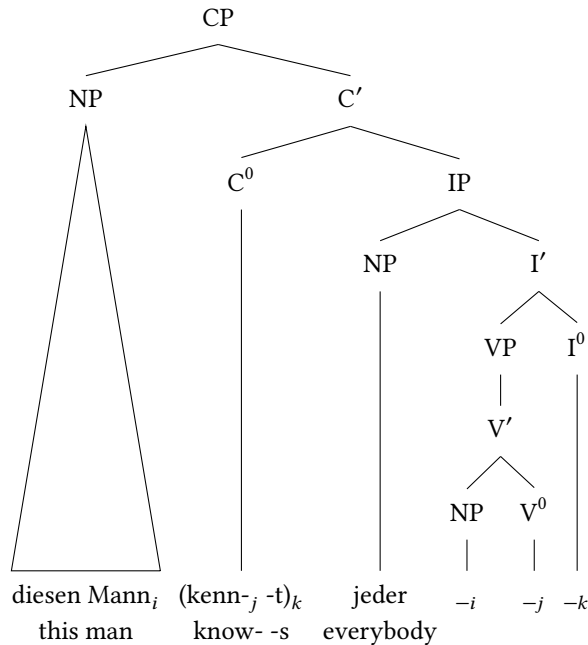 CP
NP C′
C⁰ IP
NP I′
VP I⁰
V′
NP V⁰
diesen Mannᵢ (kenn-ⱼ -t)ₖ jeder −ᵢ −ⱼ −ₖ
this man know- -s everybody